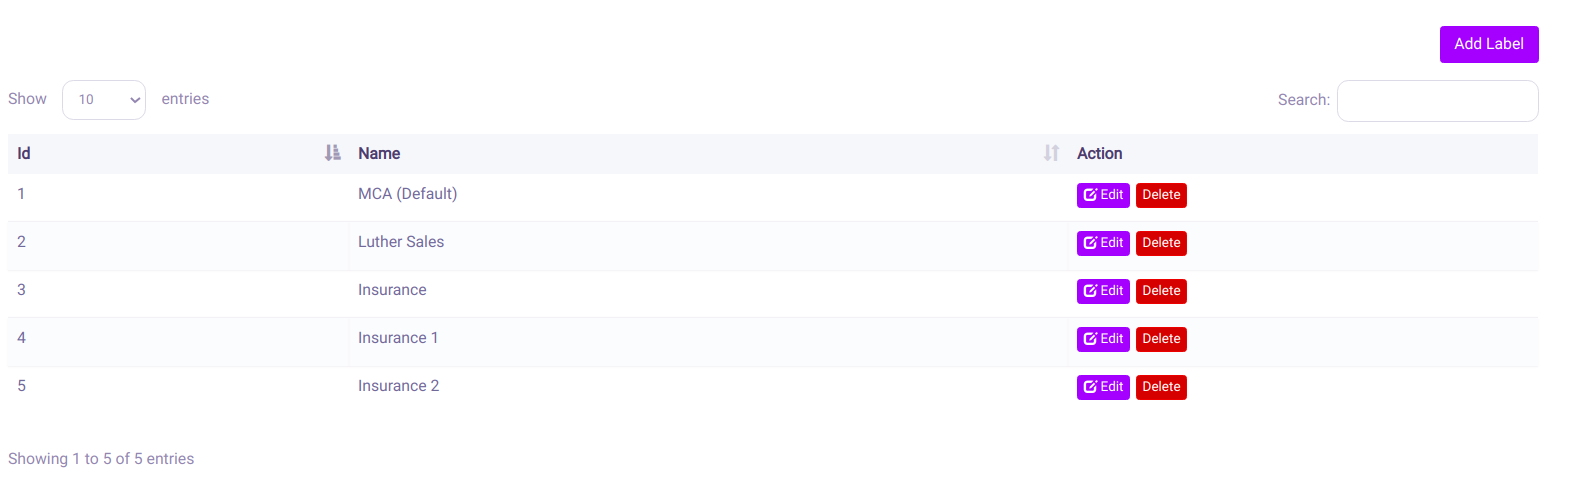 Add Label
Show 10 entries Search:
Id Name Action
1 MCA (Default) Edit Delete
2 Luther Sales Edit Delete
3 Insurance Edit Delete
4 Insurance 1 Edit Delete
5 Insurance 2 Edit Delete
Showing 1 to 5 of 5 entries